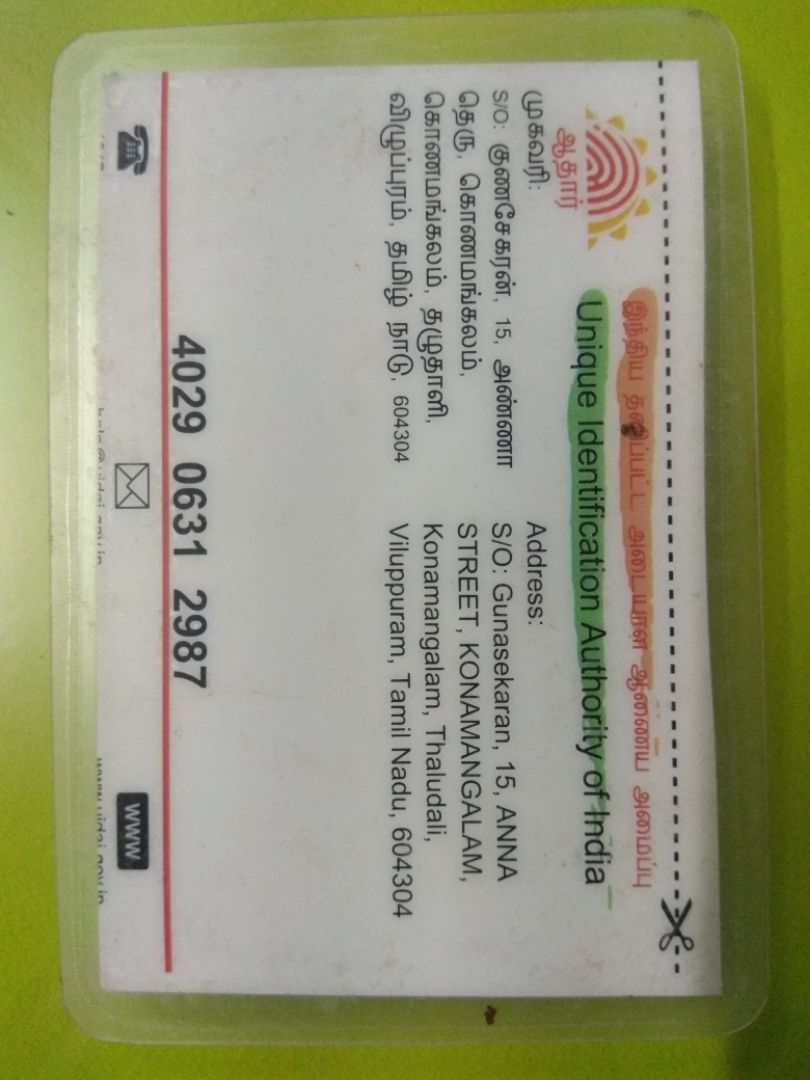 இந்திய தனிப்பட்ட அடையாள ஆணைய அமைப்பு
Unique Identification Authority of India
ஆதார்
முகவரி:
S/O: குணசேகரன், 15, அண்ணா
தெரு, கொணமங்கலம்,
கொணமங்கலம், தழுதாளி,
விழுப்புரம், தமிழ் நாடு, 604304
Address:
S/O: Gunasekaran, 15, ANNA
STREET, KONAMANGALAM,
Konamangalam, Thaludali,
Viluppuram, Tamil Nadu, 604304
4029 0631 2987
WWW